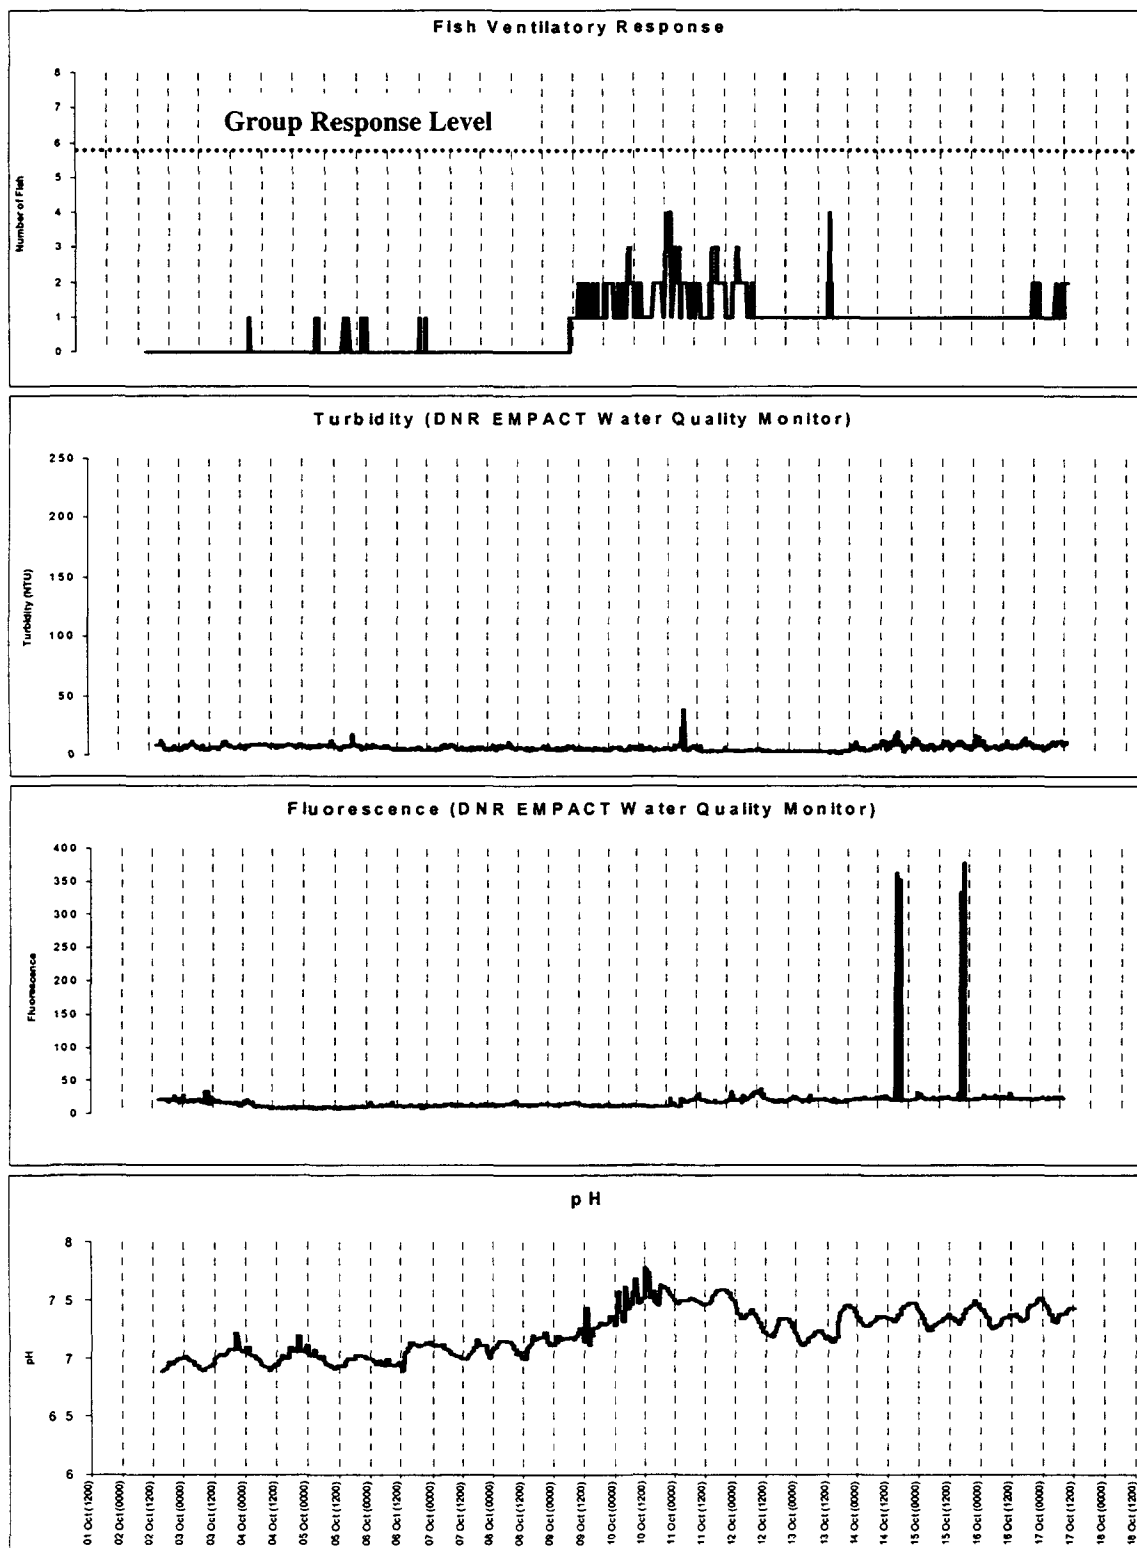 Fish Ventilatory Response
8
7
6
5
4
3
2
1
0
Number of Fish
Group Response Level
Turbidity (DNR EMPACT Water Quality Monitor)
250
200
150
100
50
0
Turbidity (NTU)
Fluorescence (DNR EMPACT Water Quality Monitor)
400
350
300
250
200
150
100
50
0
Fluorescence
pH
8
7 5
7
6 5
6
pH
01 Oct (1200)
02 Oct (0000)
02 Oct (1200)
03 Oct (0000)
03 Oct (1200)
04 Oct (0000)
04 Oct (1200)
05 Oct (0000)
05 Oct (1200)
06 Oct (0000)
06 Oct (1200)
07 Oct (0000)
07 Oct (1200)
08 Oct (0000)
08 Oct (1200)
09 Oct (0000)
09 Oct (1200)
10 Oct (0000)
10 Oct (1200)
11 Oct (0000)
11 Oct (1200)
12 Oct (0000)
12 Oct (1200)
13 Oct (0000)
13 Oct (1200)
14 Oct (0000)
14 Oct (1200)
15 Oct (0000)
15 Oct (1200)
16 Oct (0000)
16 Oct (1200)
17 Oct (0000)
17 Oct (1200)
18 Oct (0000)
18 Oct (1200)